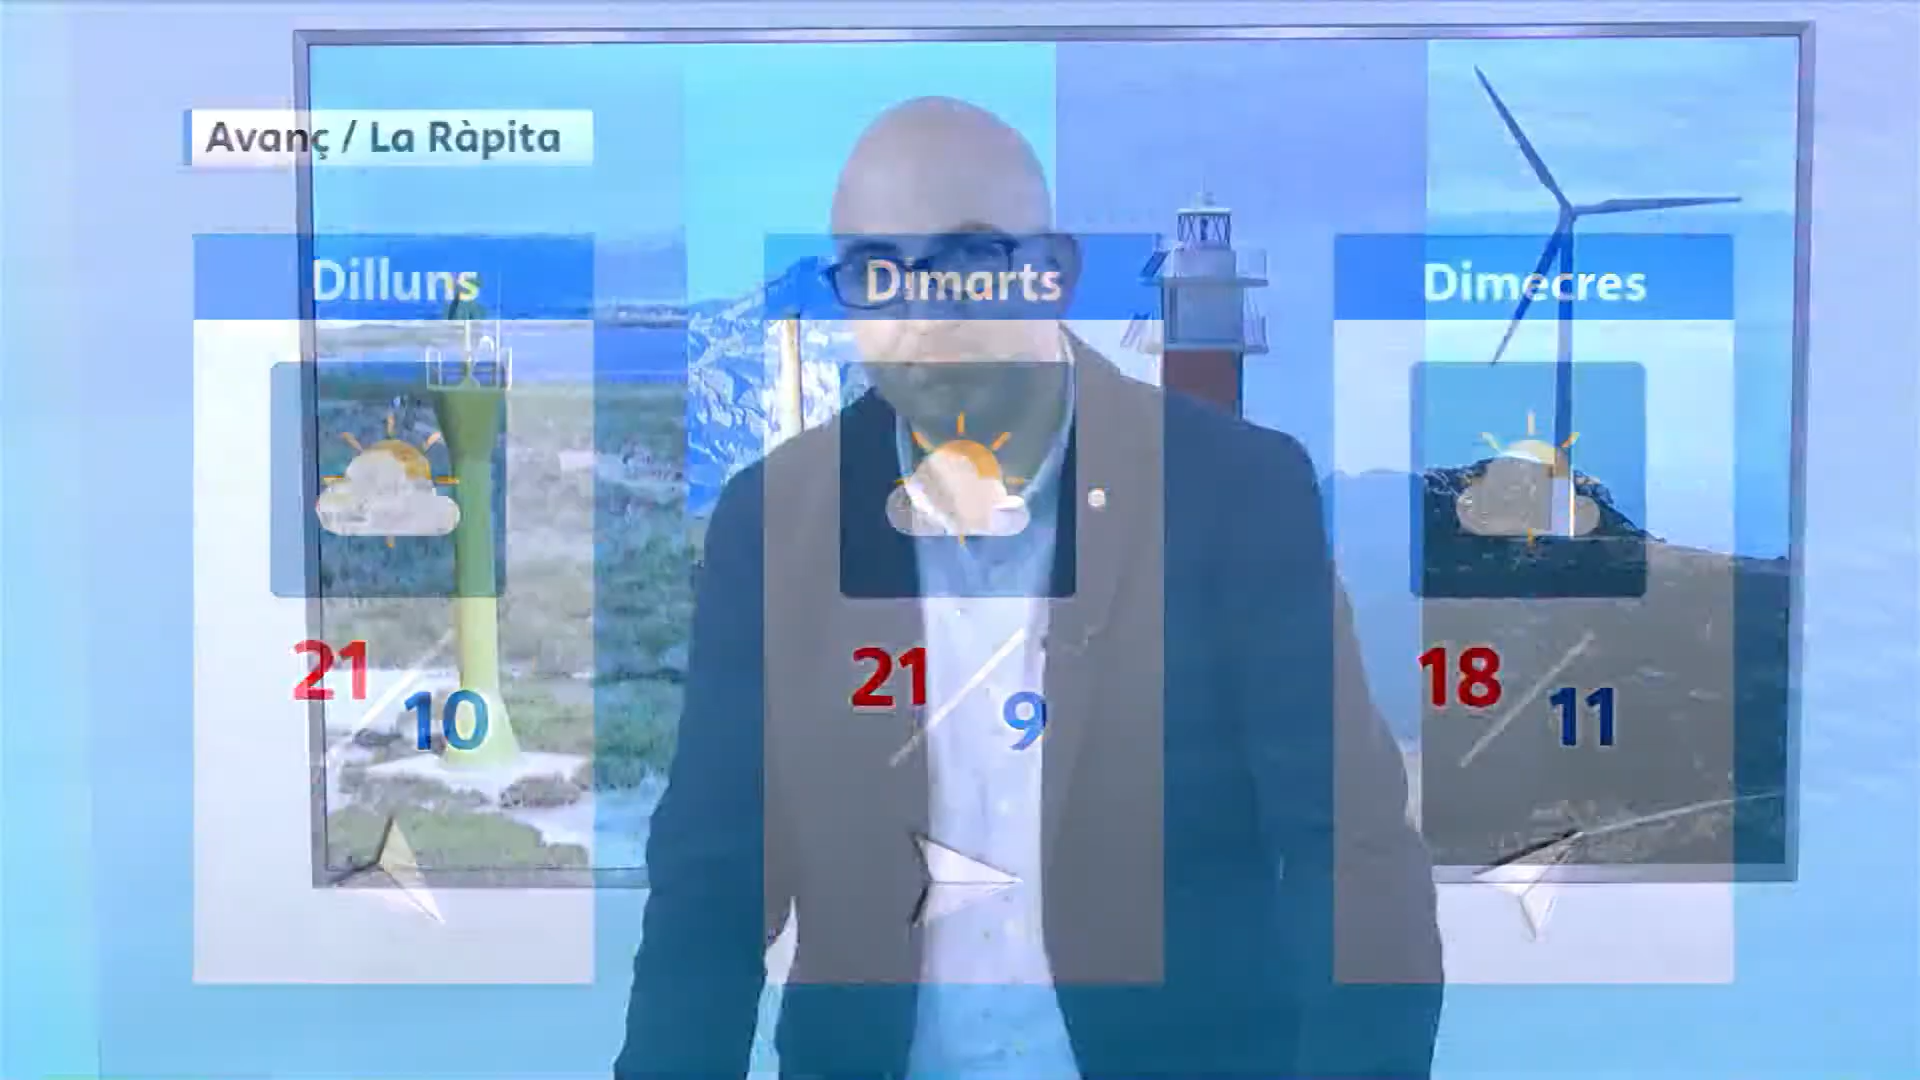 Avanç / La Ràpita
Dilluns
Dimarts
Dimecres
21
10
21
9
18
11